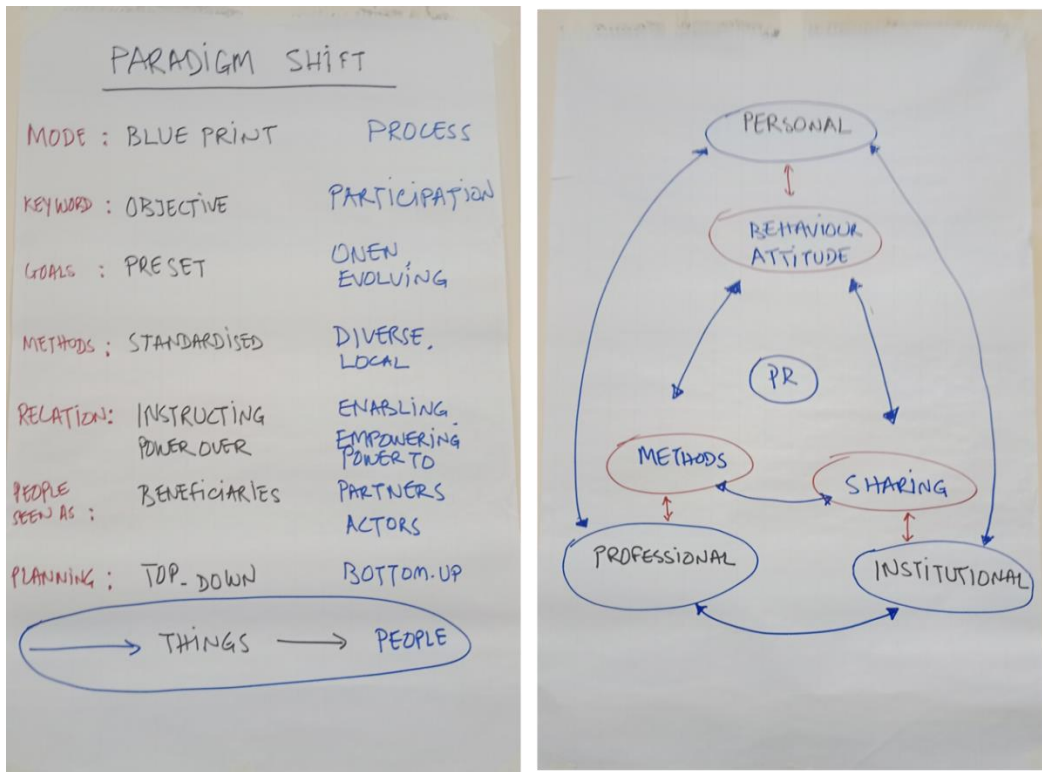 PARADIGM SHIFT
MODE : BLUE PRINT PROCESS
KEYWORD : OBJECTIVE PARTICIPATION
GOALS : PRESET ONEN,
EVOLVING
METHODS : STANDARDISED DIVERSE,
LOCAL
RELATION: INSTRUCTING ENABLING
POWER OVER EMPOWERING
POWER TO
PEOPLE BENEFICIARIES PARTNERS
SEEN AS : ACTORS
PLANNING : TOP-DOWN BOTTOM-UP
THINGS PEOPLE
PERSONAL
BEHAVIOUR
ATTITUDE
PR
METHODS
SHARING
PROFESSIONAL
INSTITUTIONAL